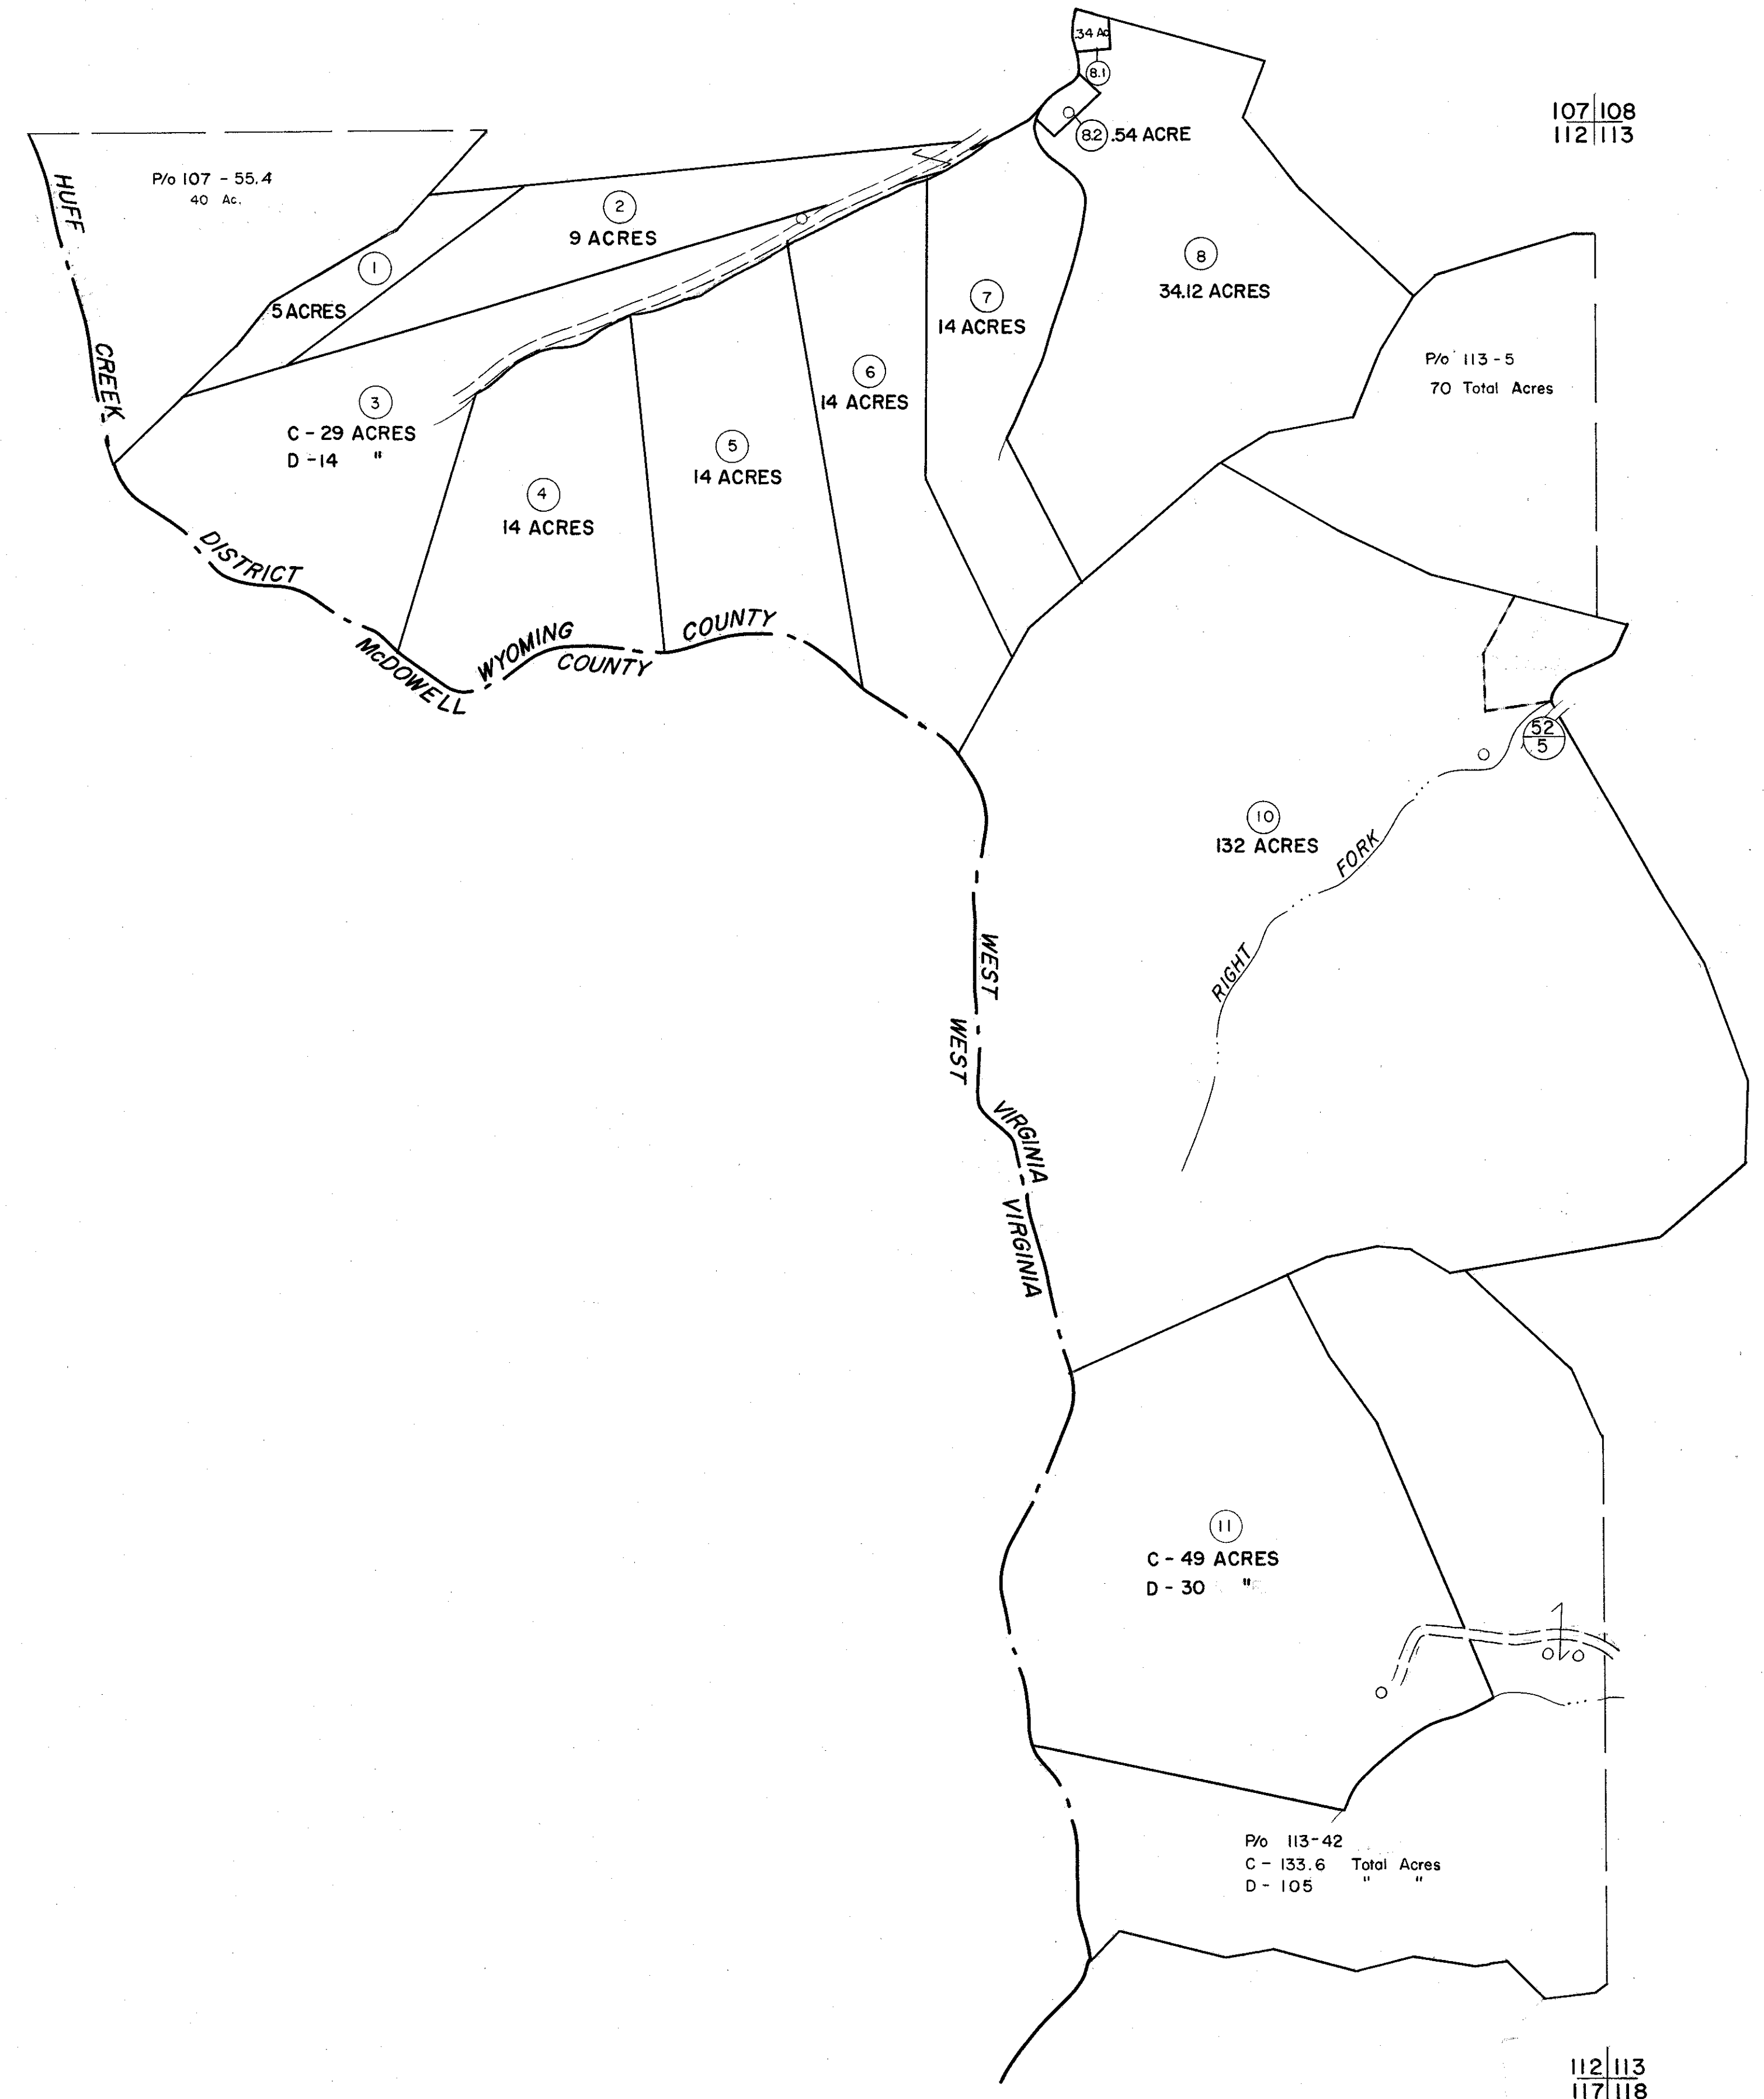 .34 Ac
8.1
8.2 .54 ACRE
107 108
112 113
HUFF
CREEK
DISTRICT
P/o 107 - 55.4
40 Ac.
1
5 ACRES
2
9 ACRES
3
C - 29 ACRES
D - 14 "
4
14 ACRES
5
14 ACRES
6
14 ACRES
7
14 ACRES
8
34.12 ACRES
P/o 113 - 5
70 Total Acres
McDOWELL
COUNTY
WYOMING
COUNTY
52
5
10
132 ACRES
RIGHT
FORK
WEST
VIRGINIA
WEST
VIRGINIA
11
C - 49 ACRES
D - 30 "
P/o 113-42
C - 133.6 Total Acres
D - 105 " "
112 113
117 118